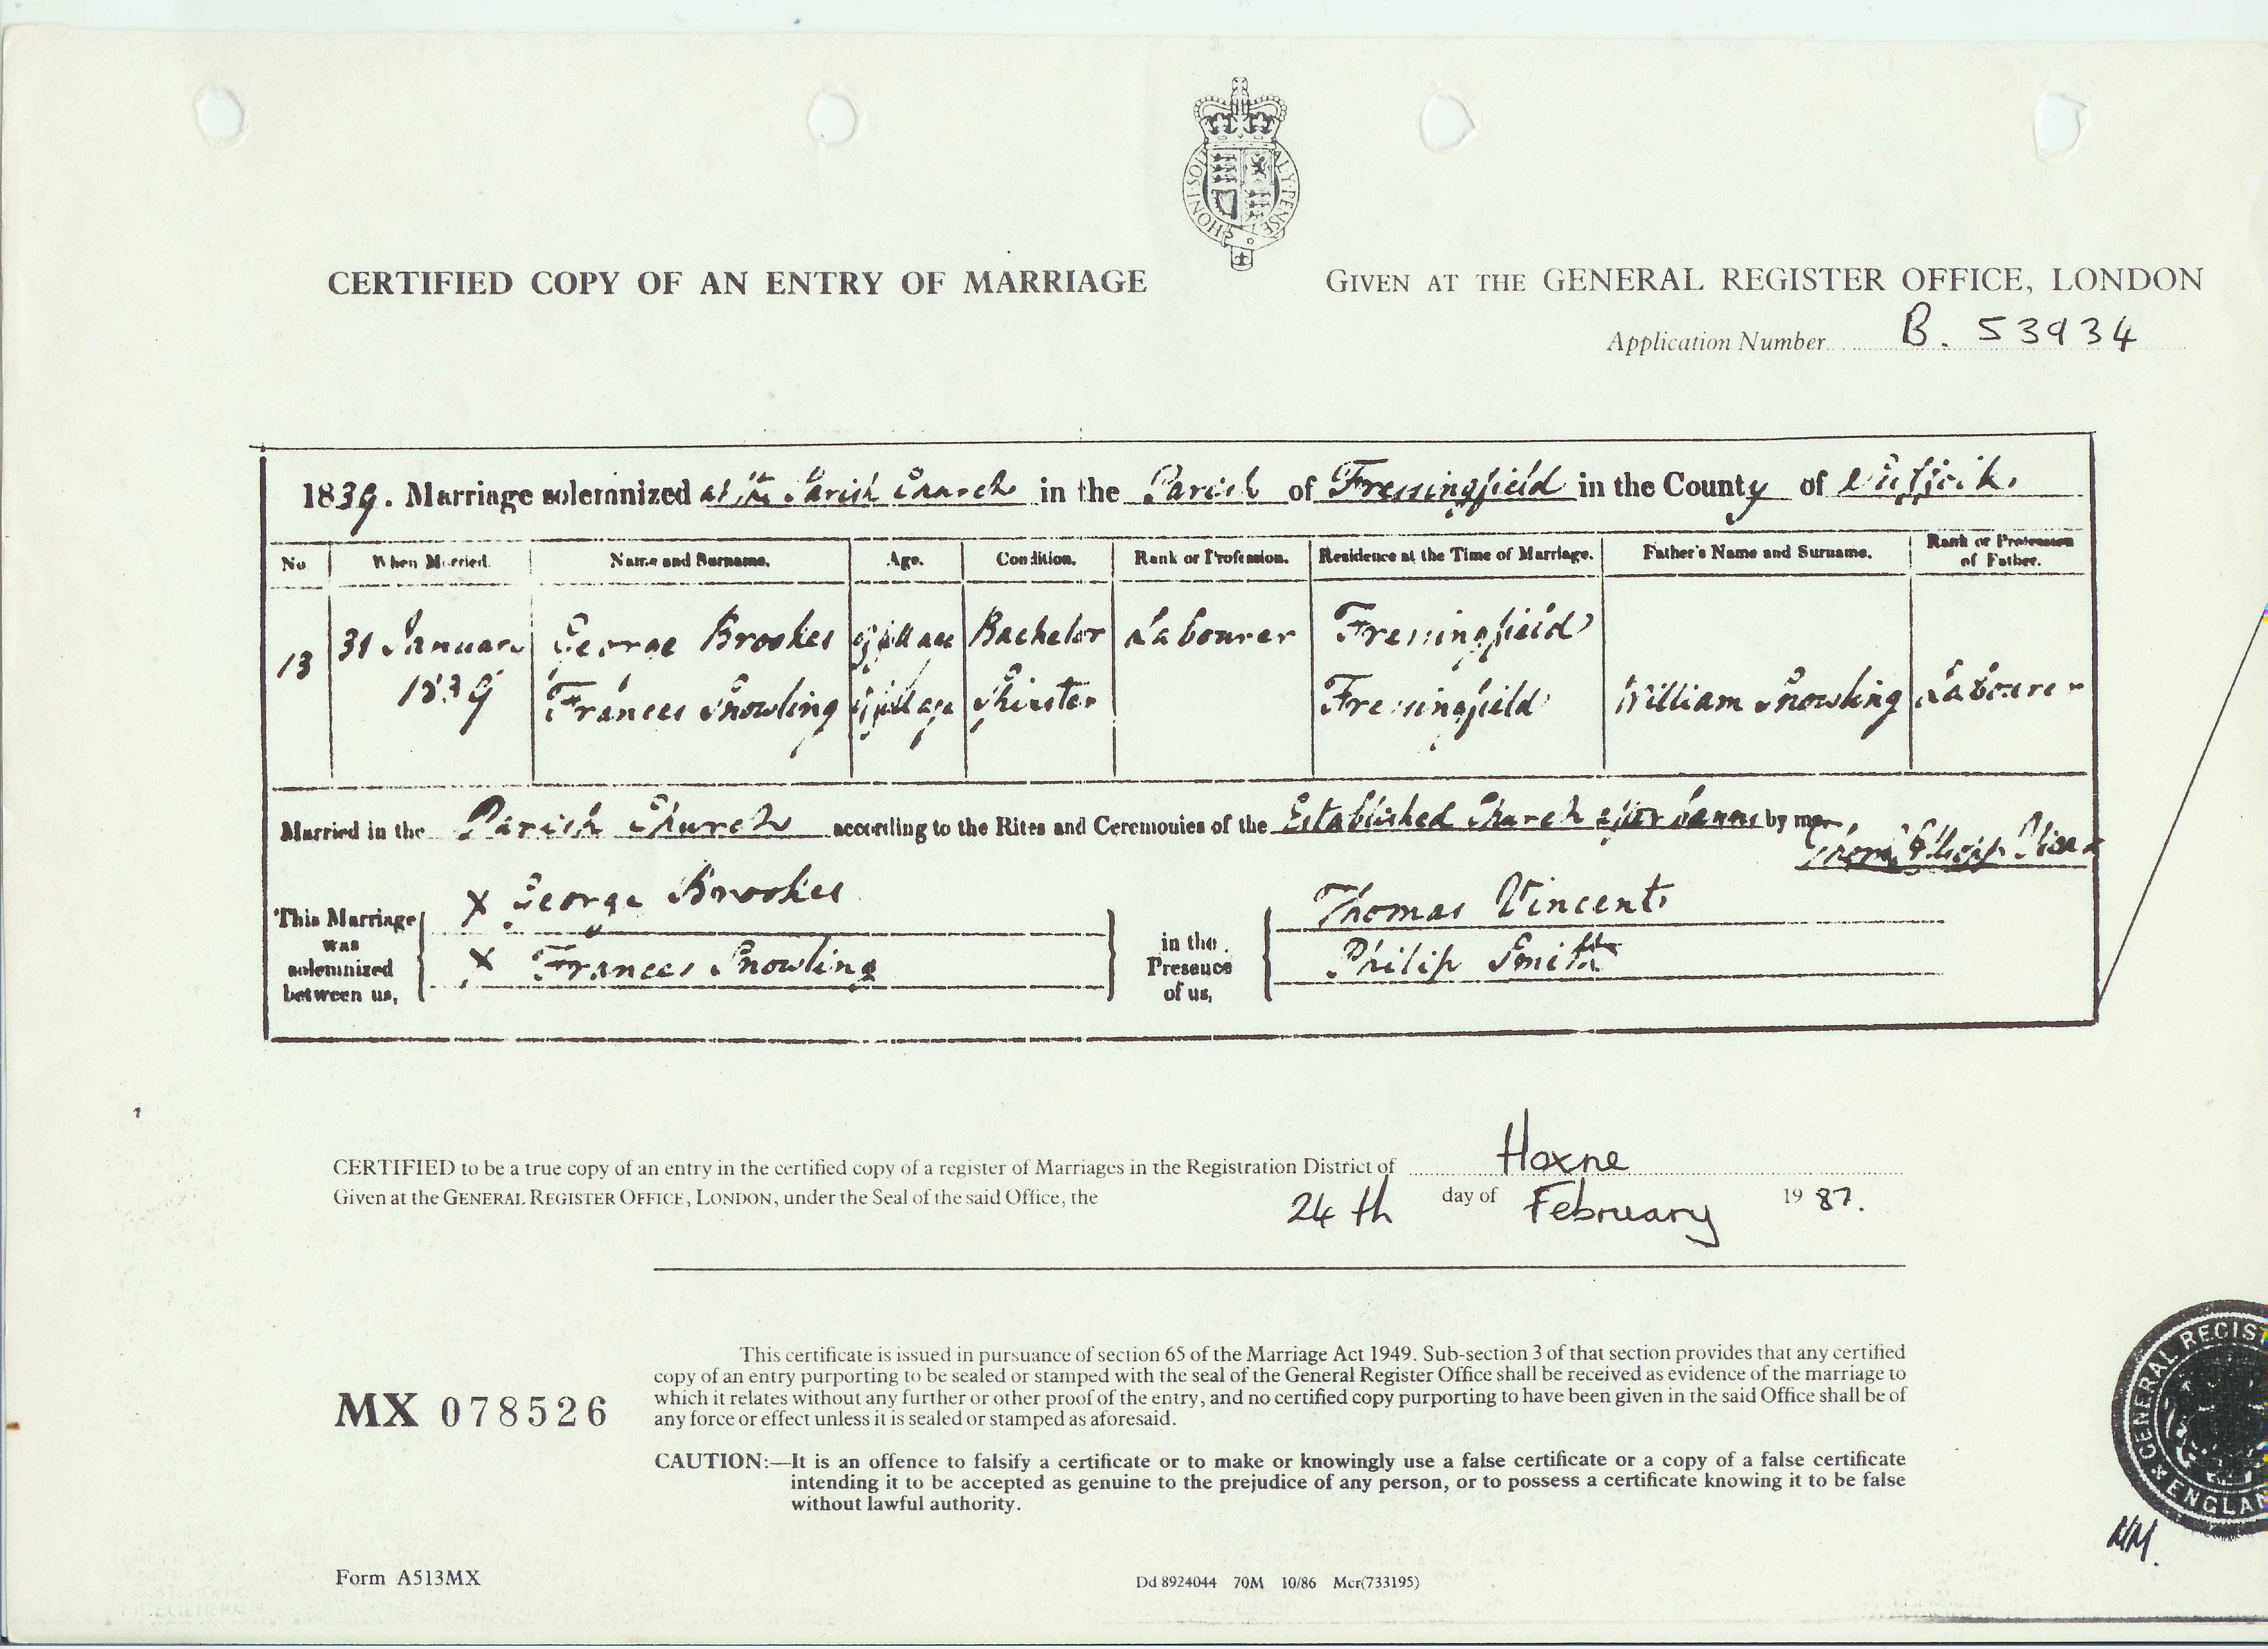 HONI·SOIT ALY·PENSE
CERTIFIED COPY OF AN ENTRY OF MARRIAGE
GIVEN AT THE GENERAL REGISTER OFFICE, LONDON
Application Number B. 53934
1839. Marriage solemnized at the Parish Church in the Parish of Fressingfield in the County of Suffolk.
No When Married. Name and Surname. Age. Condition. Rank or Profession. Residence at the Time of Marriage. Father's Name and Surname. Rank or Profession of Father.
13 31 January 1839 George Brookes of full age Bachelor Labourer Fressingfield
Frances Snowling of full age Spinster Fressingfield William Snowling Labourer
Married in the Parish Church according to the Rites and Ceremonies of the Established Church after banns by me,
This Marriage was solemnized between us,
X George Brookes
X Frances Snowling
in the Presence of us,
Thomas Vincent
Philip Smith
CERTIFIED to be a true copy of an entry in the certified copy of a register of Marriages in the Registration District of Hoxne
Given at the GENERAL REGISTER OFFICE, LONDON, under the Seal of the said Office, the 24th day of February 1987.
This certificate is issued in pursuance of section 65 of the Marriage Act 1949. Sub-section 3 of that section provides that any certified
copy of an entry purporting to be sealed or stamped with the seal of the General Register Office shall be received as evidence of the marriage to
which it relates without any further or other proof of the entry, and no certified copy purporting to have been given in the said Office shall be of
any force or effect unless it is sealed or stamped as aforesaid.
MX 078526
CAUTION:—It is an offence to falsify a certificate or to make or knowingly use a false certificate or a copy of a false certificate
intending it to be accepted as genuine to the prejudice of any person, or to possess a certificate knowing it to be false
without lawful authority.
GENERAL REGIST
ENGLAN
Form A513MX
Dd 8924044 70M 10/86 Mcr(733195)